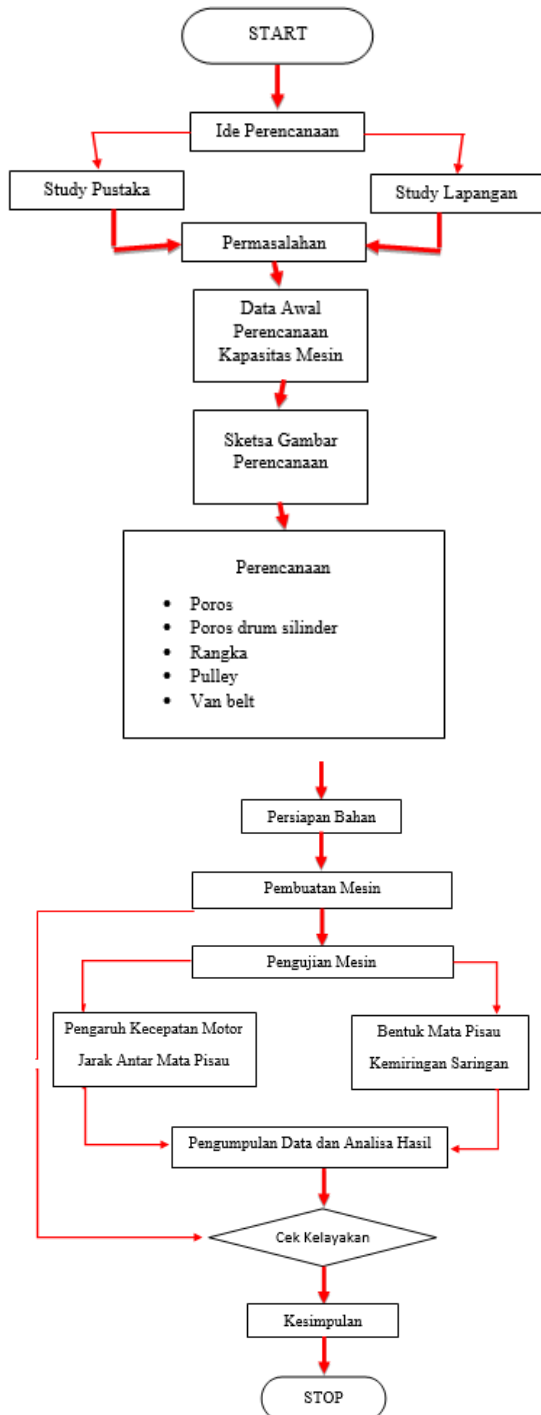 START
Ide Perencanaan
Study Pustaka
Study Lapangan
Permasalahan
Data Awal
Perencanaan
Kapasitas Mesin
Sketsa Gambar
Perencanaan
Perencanaan
• Poros
• Poros drum silinder
• Rangka
• Pulley
• Van belt
Persiapan Bahan
Pembuatan Mesin
Pengujian Mesin
Pengaruh Kecepatan Motor
Jarak Antar Mata Pisau
Bentuk Mata Pisau
Kemiringan Saringan
Pengumpulan Data dan Analisa Hasil
Cek Kelayakan
Kesimpulan
STOP